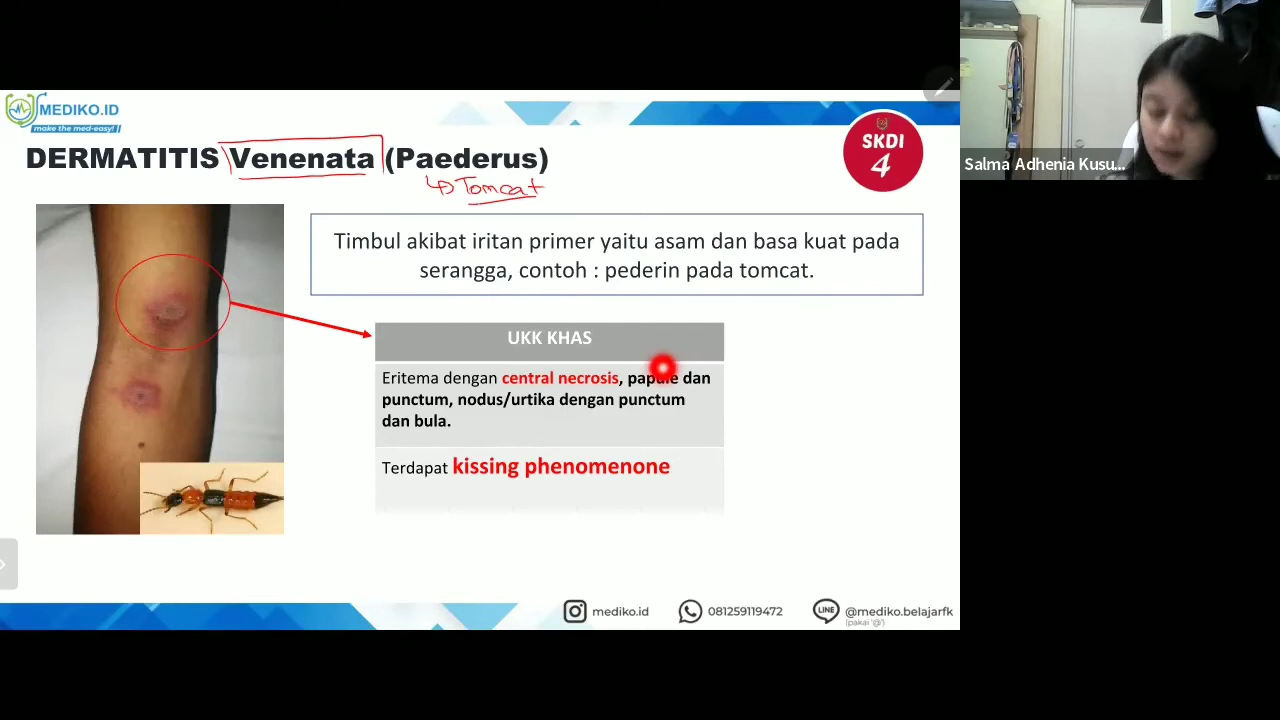 MEDIKO.ID
make the med-easy!
DERMATITIS Venenata (Paederus)
↳ Tomcat
SKDI
4
Salma Adhenia Kusu...
Timbul akibat iritan primer yaitu asam dan basa kuat pada
serangga, contoh : pederin pada tomcat.
UKK KHAS
Eritema dengan central necrosis, papule dan
punctum, nodus/urtika dengan punctum
dan bula.
Terdapat kissing phenomenone
mediko.id
081259119472
LINE
@mediko.belajarfk
(pakai '@')